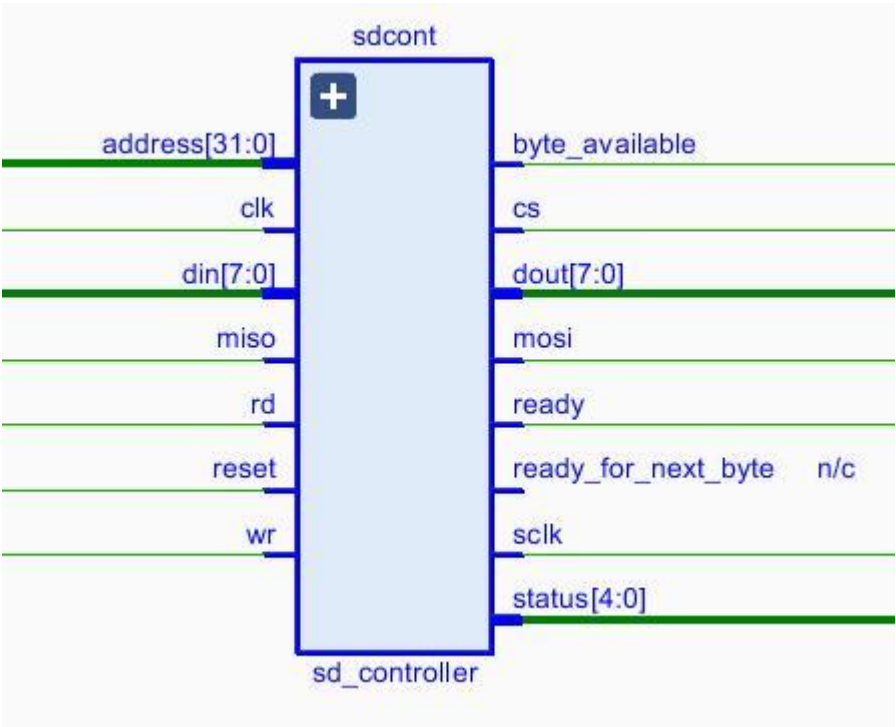 sdcont
address[31:0] byte_available
clk cs
din[7:0] dout[7:0]
miso mosi
rd ready
reset ready_for_next_byte n/c
wr sclk
status[4:0]
sd_controller